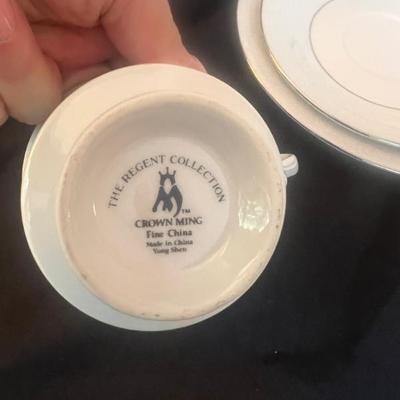 THE REGENT COLLECTION
TM
CROWN MING
Fine China
Made in China
Yung Shen